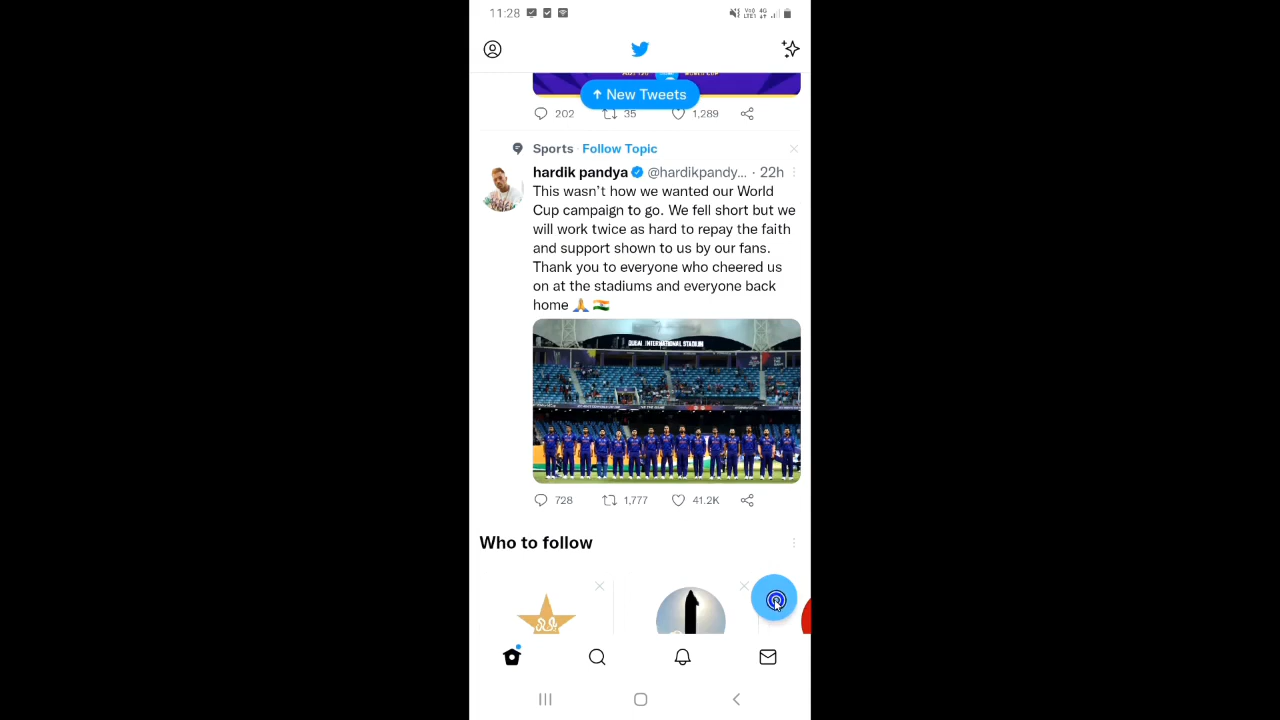 11:28
VoD 4G
LTE1
New Tweets
202 35 1,289
Sports Follow Topic
hardik pandya @hardikpandy... · 22h
This wasn't how we wanted our World
Cup campaign to go. We fell short but we
will work twice as hard to repay the faith
and support shown to us by our fans.
Thank you to everyone who cheered us
on at the stadiums and everyone back
home 🙏 🇮🇳
DUBAI INTERNATIONAL STADIUM
728 1,777 41.2K
Who to follow